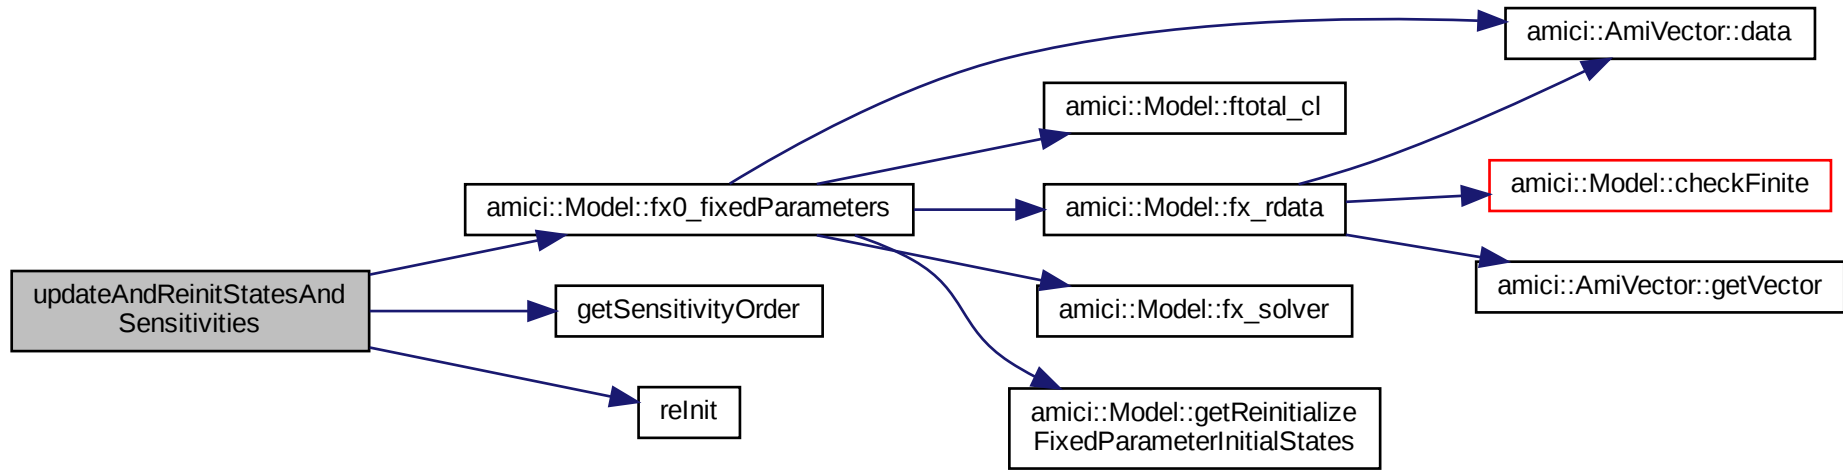 updateAndReinitStatesAnd
Sensitivities
amici::Model::fx0_fixedParameters
getSensitivityOrder
reInit
amici::AmiVector::data
amici::Model::ftotal_cl
amici::Model::fx_rdata
amici::Model::fx_solver
amici::Model::getReinitialize
FixedParameterInitialStates
amici::Model::checkFinite
amici::AmiVector::getVector